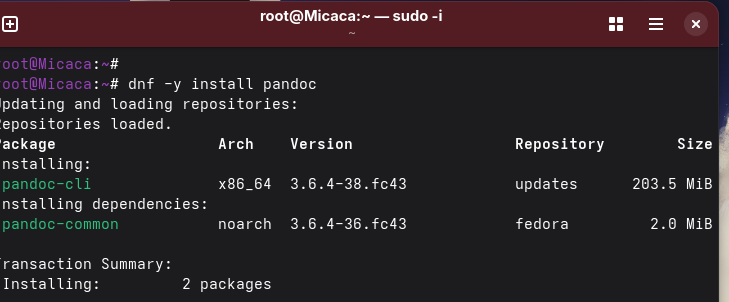 root@Micaca:~ — sudo -i
~
oot@Micaca:~#
oot@Micaca:~# dnf -y install pandoc
pdating and loading repositories:
epositories loaded.
ackage Arch Version Repository Size
nstalling:
pandoc-cli x86_64 3.6.4-38.fc43 updates 203.5 MiB
nstalling dependencies:
pandoc-common noarch 3.6.4-36.fc43 fedora 2.0 MiB
ransaction Summary:
Installing: 2 packages